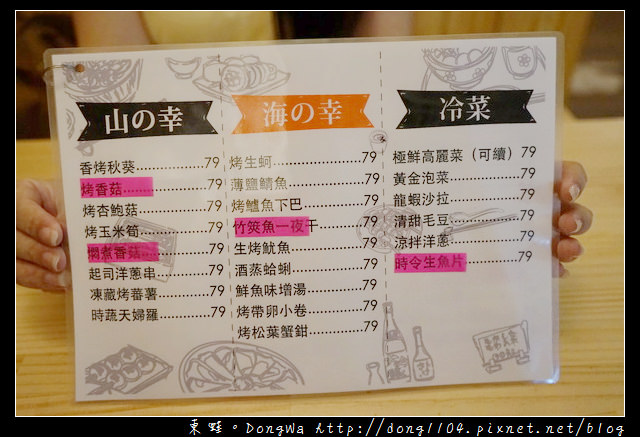 山の幸
香烤秋葵..........79
烤香菇..........79
烤杏鮑菇..........79
烤玉米筍..........79
燜煮香菇..........79
起司洋蔥串..........79
凍藏烤蕃薯..........79
時蔬天婦羅..........79
海の幸
烤生蚵..........79
薄鹽鯖魚..........79
烤鱸魚下巴..........79
竹筴魚一夜干..........79
生烤魷魚..........79
酒蒸蛤蜊..........79
鮮魚味增湯..........79
烤帶卵小卷..........79
烤松葉蟹鉗..........79
冷菜
極鮮高麗菜（可續）79
黃金泡菜..........79
龍蝦沙拉..........79
清甜毛豆..........79
涼拌洋蔥..........79
時令生魚片..........79
東蛙。DongWa Http://dong1104.pixnet.net/blog